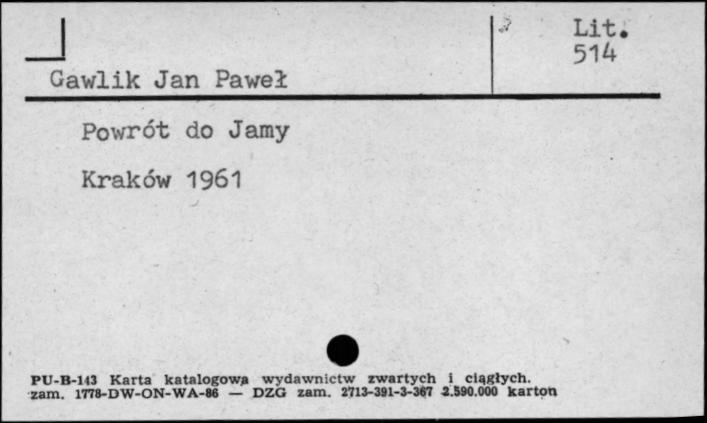 Lit.
514
Gawlik Jan Paweł
Powrót do Jamy
Kraków 1961
PU-B-143 Karta katalogowa wydawnictw zwartych i ciągłych.
zam. 1778-DW-ON-WA-86 — DZG zam. 2713-391-3-367 2.590.000 karton